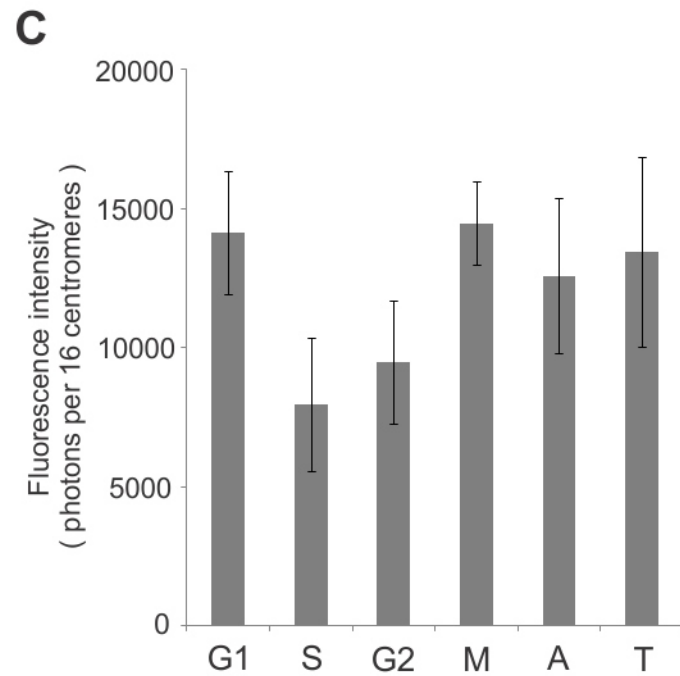 C
20000
15000
10000
5000
0
Fluorescence intensity
( photons per 16 centromeres )
G1 S G2 M A T